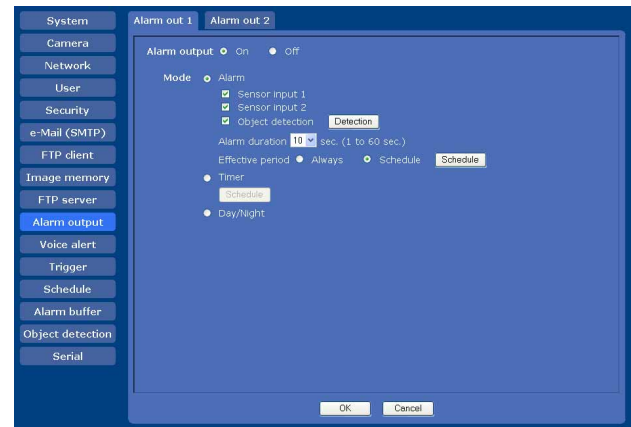 System
Camera
Network
User
Security
e-Mail (SMTP)
FTP client
Image memory
FTP server
Alarm output
Voice alert
Trigger
Schedule
Alarm buffer
Object detection
Serial
Alarm out 1 Alarm out 2
Alarm output On Off
Mode Alarm
Sensor input 1
Sensor input 2
Object detection Detection
Alarm duration 10 sec. (1 to 60 sec.)
Effective period Always Schedule Schedule
Timer
Schedule
Day/Night
OK Cancel